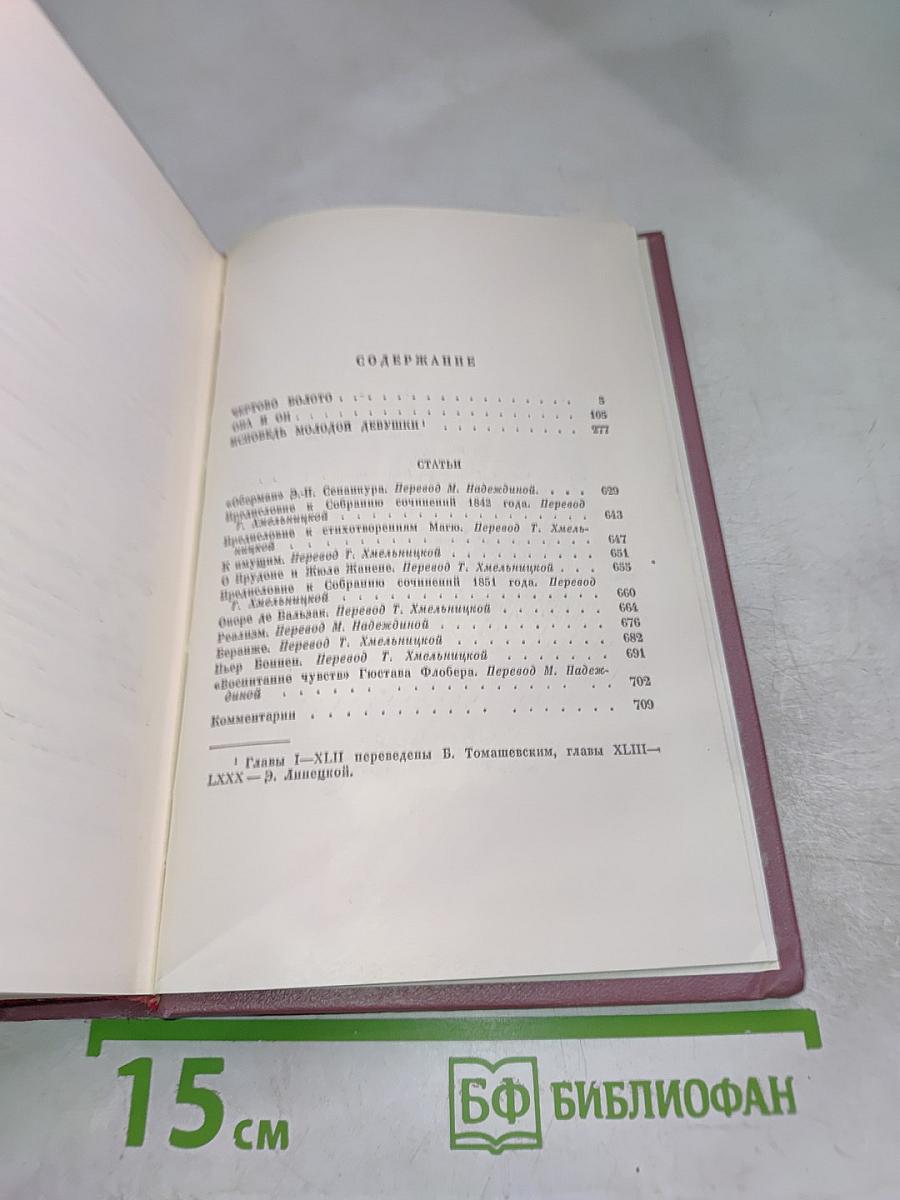 СОДЕРЖАНИЕ
ЧЕРТОВО БОЛОТО . . . . . . . . . . . . . . . . 5
ОНА И ОН . . . . . . . . . . . . . . . . . . 105
ИСПОВЕДЬ МОЛОДОЙ ДЕВУШКИ¹ . . . . . . . . . . 277
СТАТЬИ
«Оберман» Э.-П. Сенанкура. Перевод М. Надеждиной. . . . 629
Предисловие к Собранию сочинений 1842 года. Перевод
Т. Хмельницкой . . . . . . . . . . . . . . . . 643
Предисловие к стихотворениям Магю. Перевод Т. Хмель-
ницкой . . . . . . . . . . . . . . . . . . . 647
К имущим. Перевод Т. Хмельницкой . . . . . . . . . 651
О Прудоне и Жюле Жанене. Перевод Т. Хмельницкой . . . 655
Предисловие к Собранию сочинений 1851 года. Перевод
Т. Хмельницкой . . . . . . . . . . . . . . . . 660
Оноре де Бальзак. Перевод Т. Хмельницкой . . . . . . . 664
Реализм. Перевод М. Надеждиной . . . . . . . . . . 676
Беранже. Перевод Т. Хмельницкой . . . . . . . . . . 682
Пьер Боннен. Перевод Т. Хмельницкой . . . . . . . . 691
«Воспитание чувств» Гюстава Флобера. Перевод М. Надеж-
диной . . . . . . . . . . . . . . . . . . . 702
Комментарии . . . . . . . . . . . . . . . . . 709
¹ Главы I—XLII переведены Б. Томашевским, главы XLIII—
LXXX — Э. Линецкой.
15 см
БФ БИБЛИОФАН